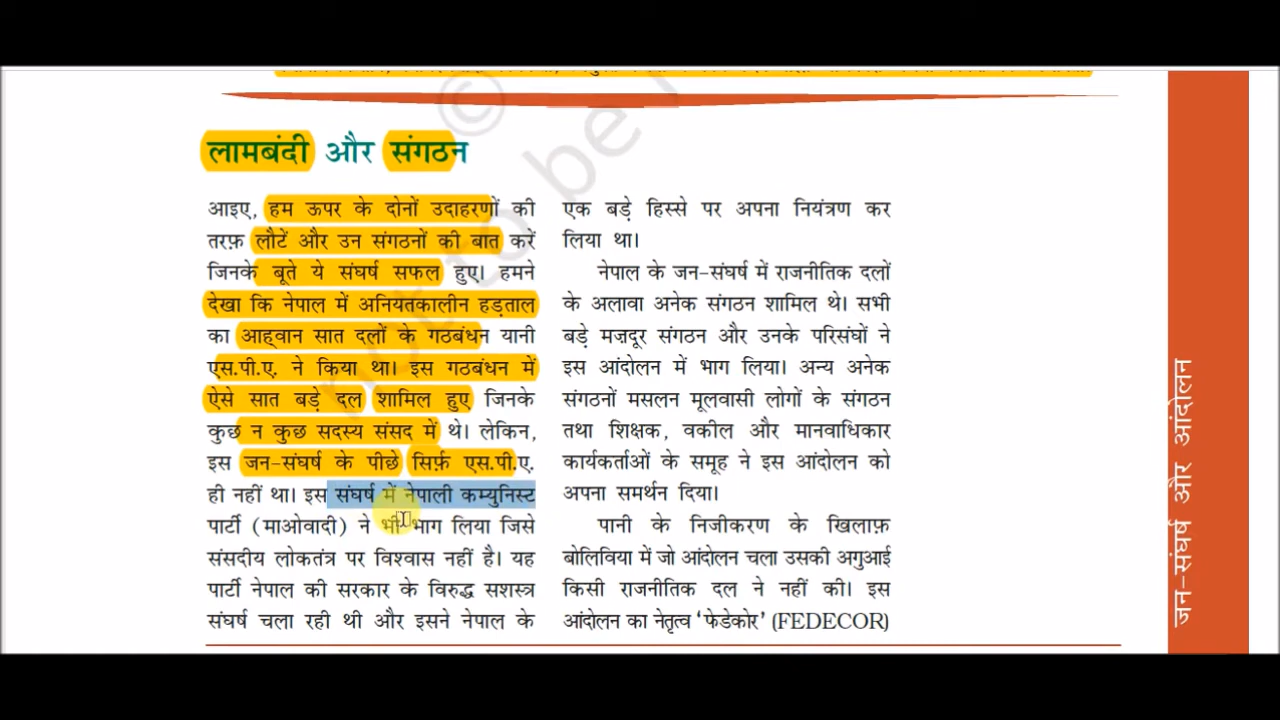 लामबंदी और संगठन
आइए, हम ऊपर के दोनों उदाहरणों की
तरफ़ लौटें और उन संगठनों की बात करें
जिनके बूते ये संघर्ष सफल हुए। हमने
देखा कि नेपाल में अनियतकालीन हड़ताल
का आह्वान सात दलों के गठबंधन यानी
एस.पी.ए. ने किया था। इस गठबंधन में
ऐसे सात बड़े दल शामिल हुए जिनके
कुछ न कुछ सदस्य संसद में थे। लेकिन,
इस जन-संघर्ष के पीछे सिर्फ़ एस.पी.ए.
ही नहीं था। इस संघर्ष में नेपाली कम्युनिस्ट
पार्टी (माओवादी) ने भी भाग लिया जिसे
संसदीय लोकतंत्र पर विश्वास नहीं है। यह
पार्टी नेपाल की सरकार के विरुद्ध सशस्त्र
संघर्ष चला रही थी और इसने नेपाल के
एक बड़े हिस्से पर अपना नियंत्रण कर
लिया था।
नेपाल के जन-संघर्ष में राजनीतिक दलों
के अलावा अनेक संगठन शामिल थे। सभी
बड़े मजदूर संगठन और उनके परिसंघों ने
इस आंदोलन में भाग लिया। अन्य अनेक
संगठनों मसलन मूलवासी लोगों के संगठन
तथा शिक्षक, वकील और मानवाधिकार
कार्यकर्ताओं के समूह ने इस आंदोलन को
अपना समर्थन दिया।
पानी के निजीकरण के खिलाफ़
बोलिविया में जो आंदोलन चला उसकी अगुआई
किसी राजनीतिक दल ने नहीं की। इस
आंदोलन का नेतृत्व ‘फेडेकोर’ (FEDECOR)
जन-संघर्ष और आंदोलन
© not to be